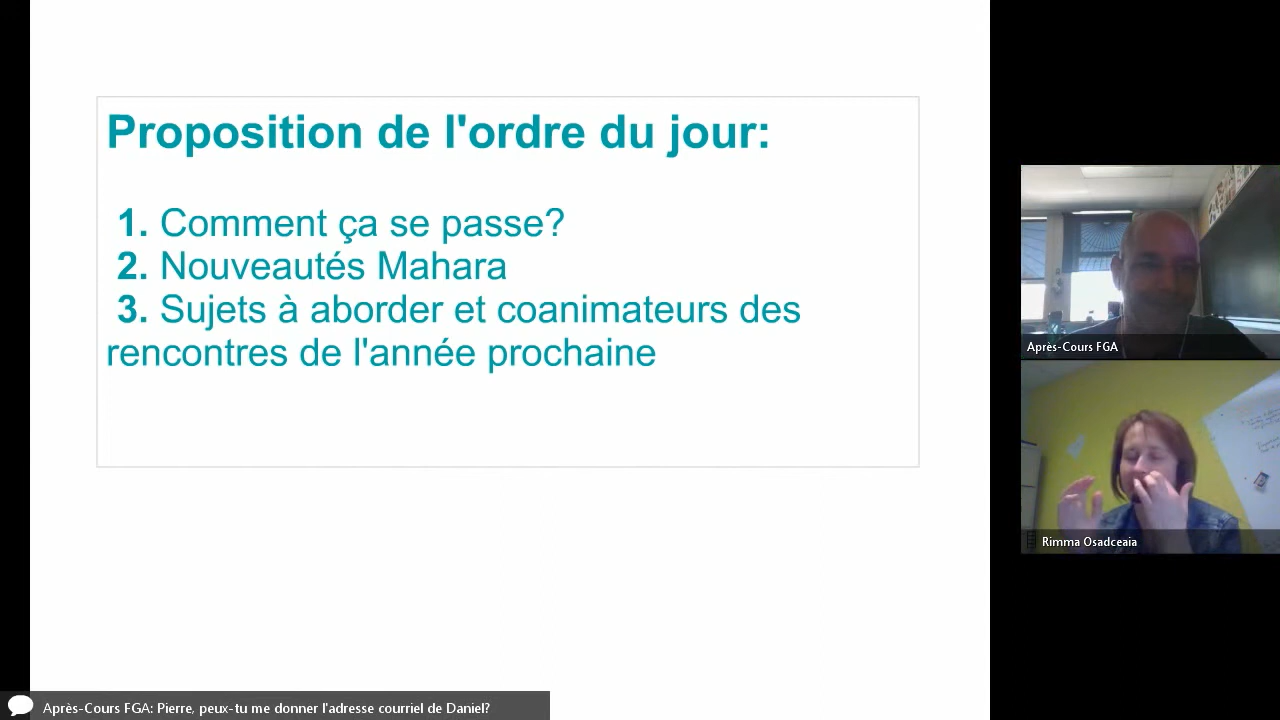 Proposition de l'ordre du jour:
1. Comment ça se passe?
2. Nouveautés Mahara
3. Sujets à aborder et coanimateurs des
rencontres de l'année prochaine
Après-Cours FGA
Rimma Osadceaia
Après-Cours FGA: Pierre, peux-tu me donner l'adresse courriel de Daniel?